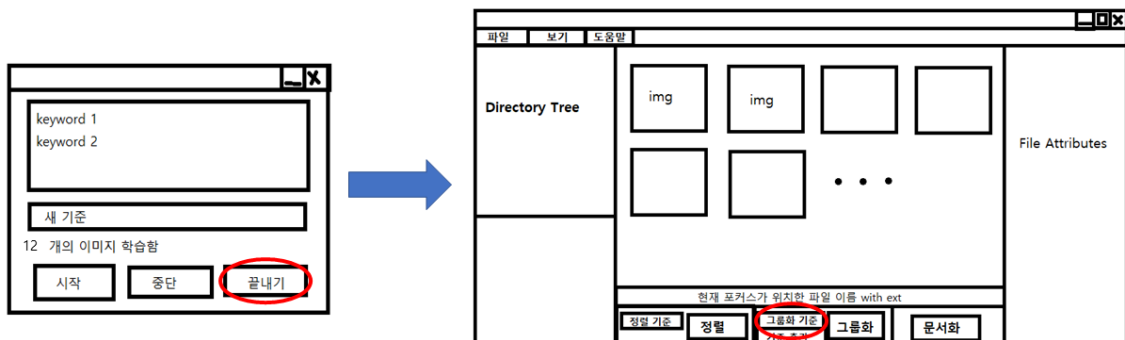 keyword 1
keyword 2
새 기준
12 개의 이미지 학습함
시작
중단
끝내기
파일
보기
도움말
Directory Tree
img
img
File Attributes
현재 포커스가 위치한 파일 이름 with ext
정렬 기준
정렬
그룹화 기준
그룹화
문서화